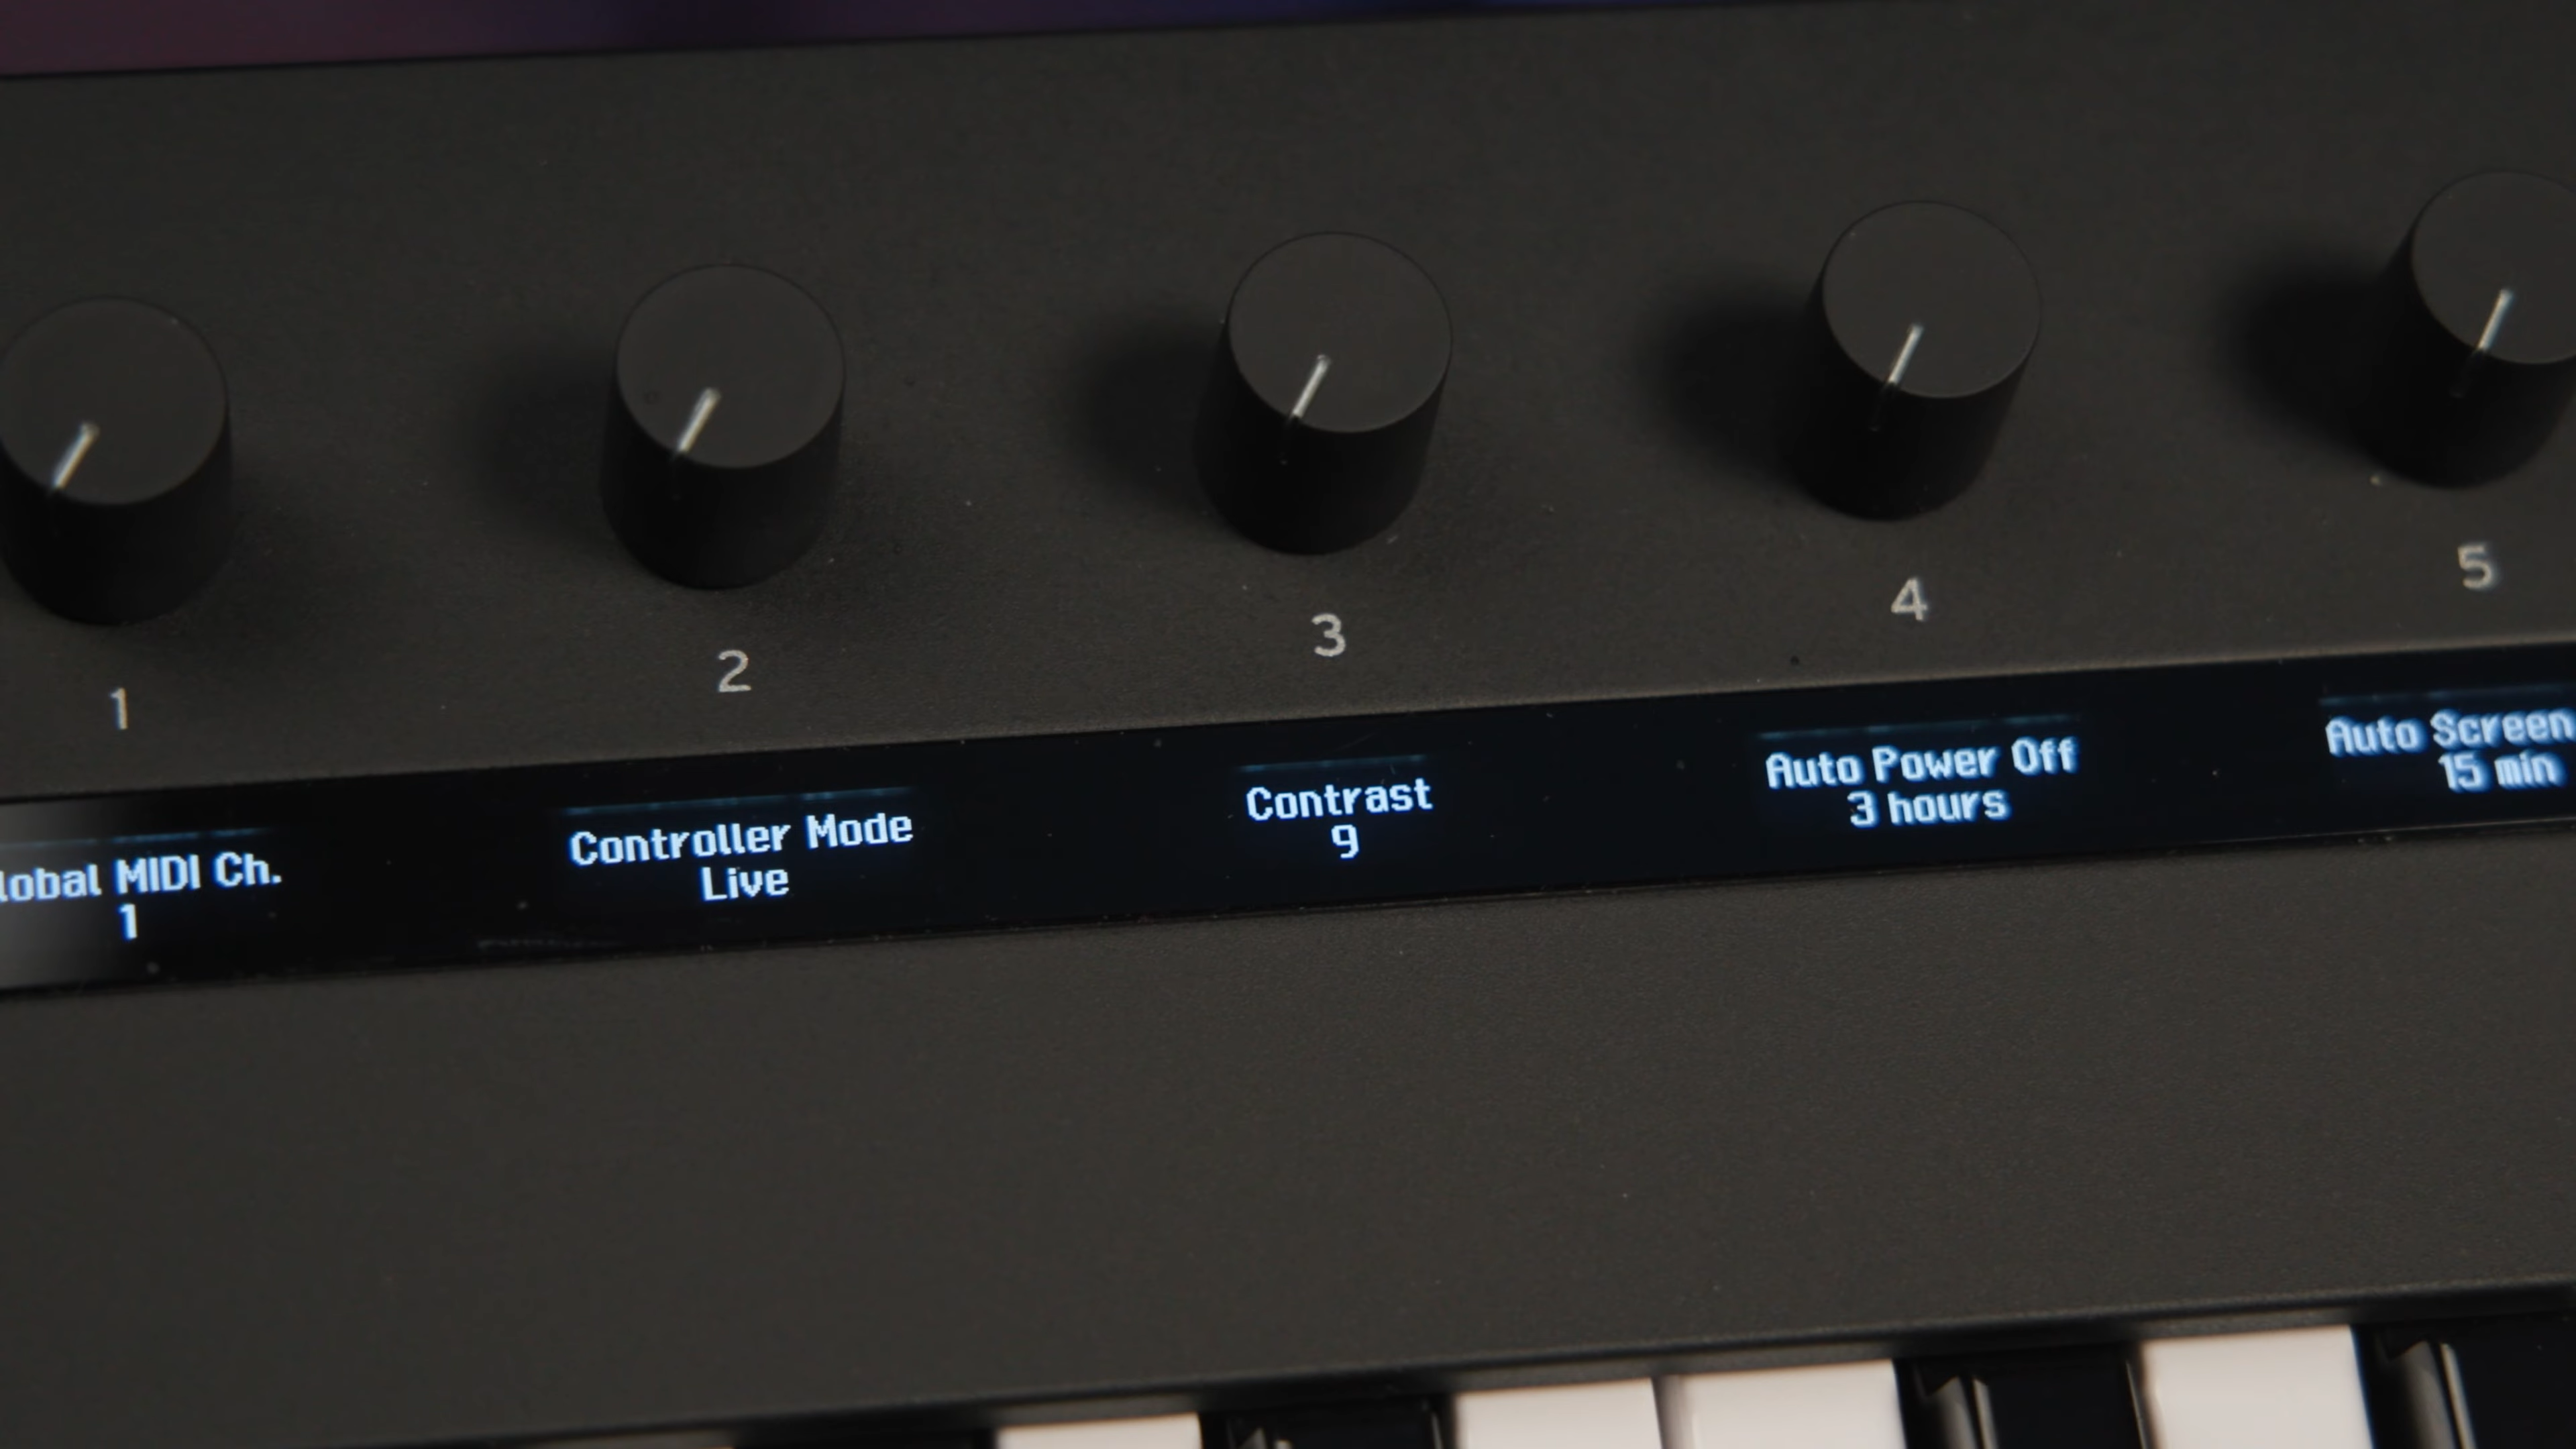 1 2 3 4 5
lobal MIDI Ch. Controller Mode Contrast Auto Power Off Auto Screen
1 Live 9 3 hours 15 min